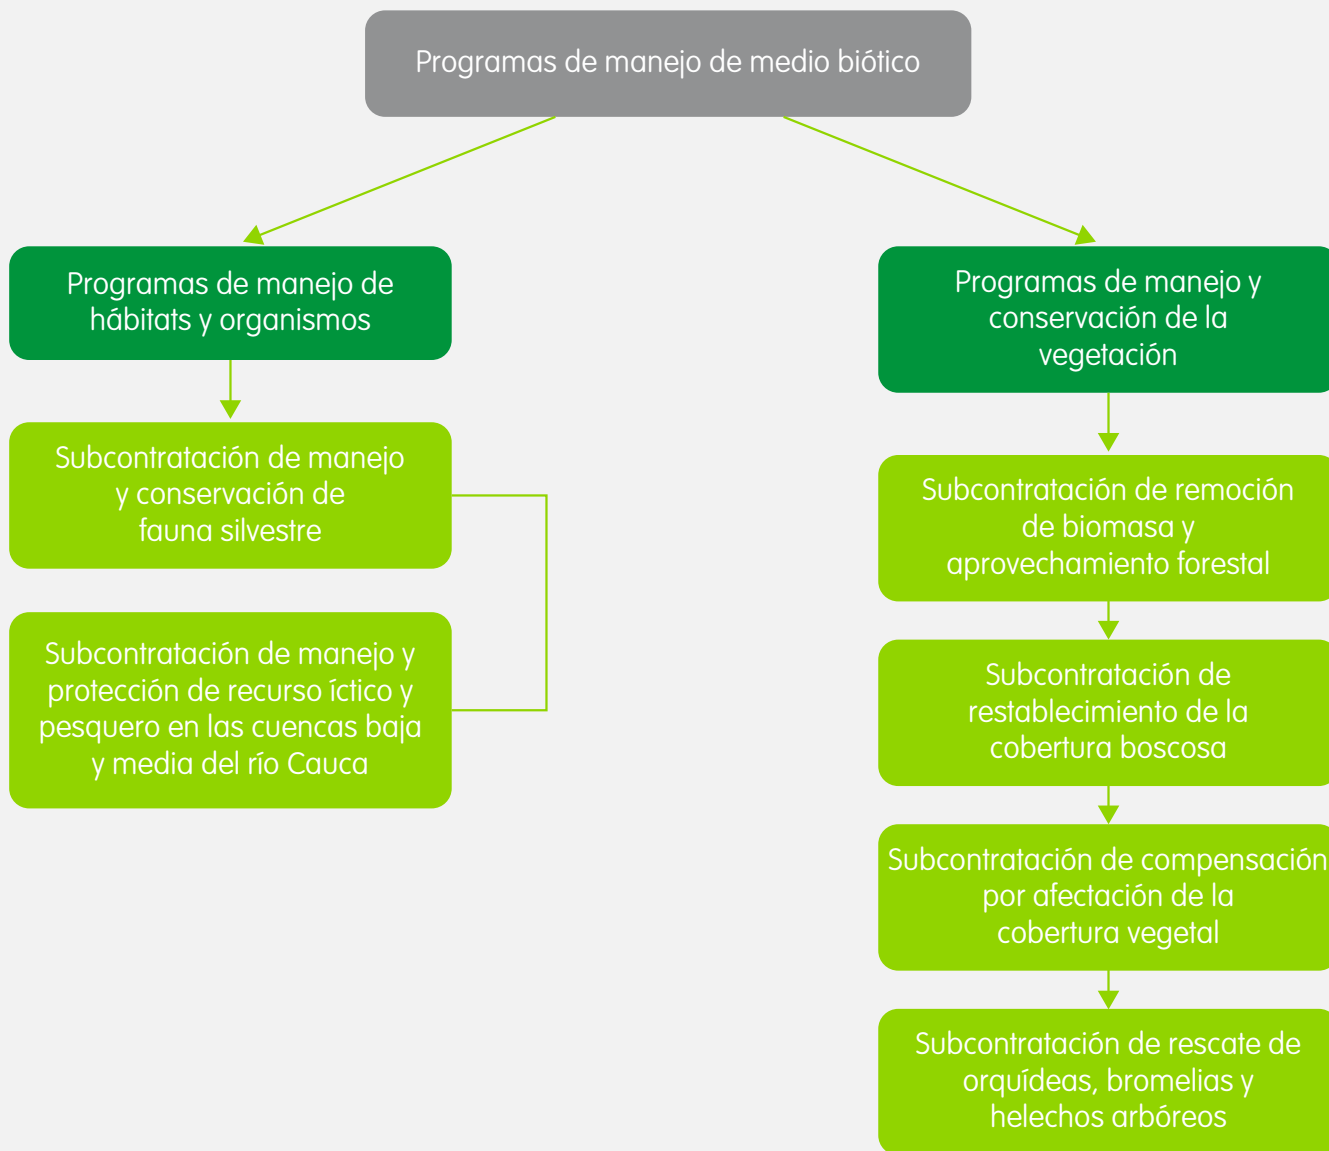 Programas de manejo de medio biótico
Programas de manejo de
hábitats y organismos
Subcontratación de manejo
y conservación de
fauna silvestre
Subcontratación de manejo y
protección de recurso íctico y
pesquero en las cuencas baja
y media del río Cauca
Programas de manejo y
conservación de la
vegetación
Subcontratación de remoción
de biomasa y
aprovechamiento forestal
Subcontratación de
restablecimiento de la
cobertura boscosa
Subcontratación de compensación
por afectación de la
cobertura vegetal
Subcontratación de rescate de
orquídeas, bromelias y
helechos arbóreos